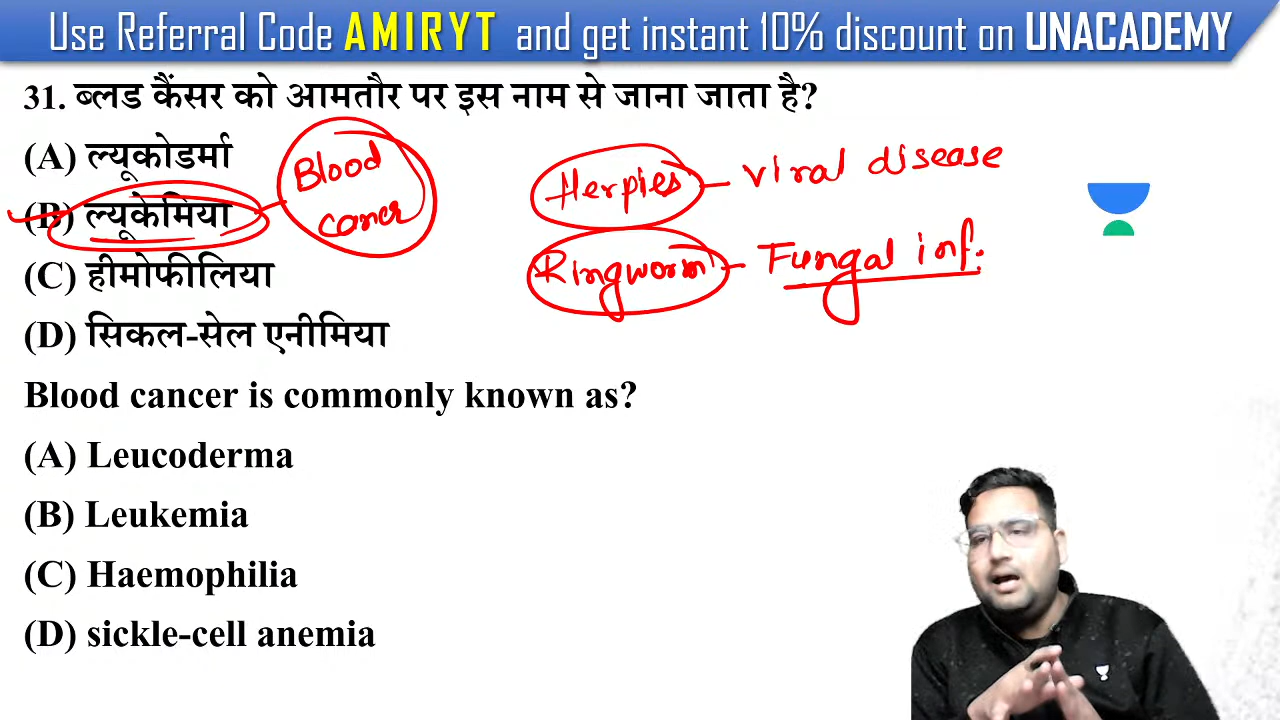 Use Referral Code AMIRYT and get instant 10% discount on UNACADEMY
31. ब्लड कैंसर को आमतौर पर इस नाम से जाना जाता है?
(A) ल्यूकोडर्मा
(B) ल्यूकेमिया
(C) हीमोफीलिया
(D) सिकल-सेल एनीमिया
Blood
cancer
Herpies - Viral disease
Ringworm - Fungal inf.
Blood cancer is commonly known as?
(A) Leucoderma
(B) Leukemia
(C) Haemophilia
(D) sickle-cell anemia